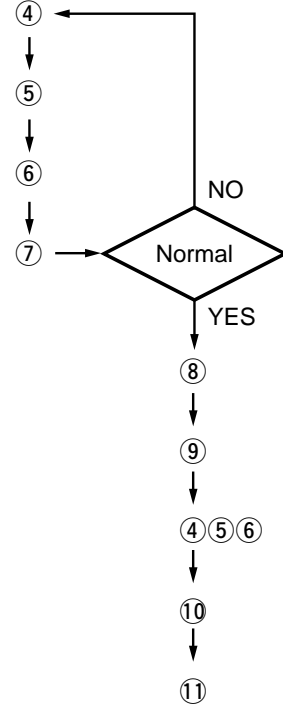 ④
⑤
⑥
NO
⑦ Normal
YES
⑧
⑨
④⑤⑥
⑩
⑪